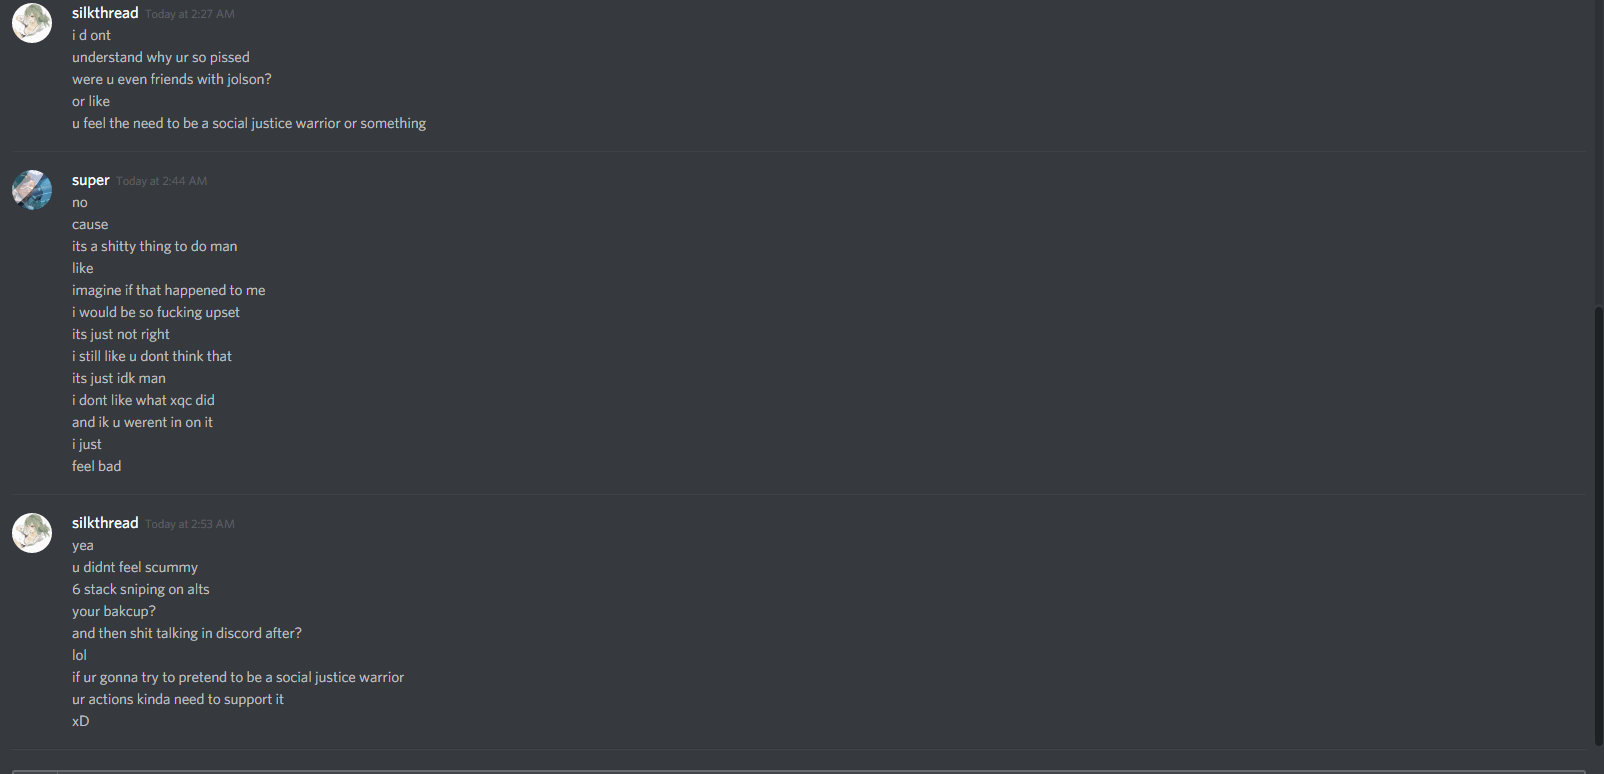 silkthread Today at 2:27 AM
i d ont
understand why ur so pissed
were u even friends with jolson?
or like
u feel the need to be a social justice warrior or something
super Today at 2:44 AM
no
cause
its a shitty thing to do man
like
imagine if that happened to me
i would be so fucking upset
its just not right
i still like u dont think that
its just idk man
i dont like what xqc did
and ik u werent in on it
i just
feel bad
silkthread Today at 2:53 AM
yea
u didnt feel scummy
6 stack sniping on alts
your bakcup?
and then shit talking in discord after?
lol
if ur gonna try to pretend to be a social justice warrior
ur actions kinda need to support it
xD